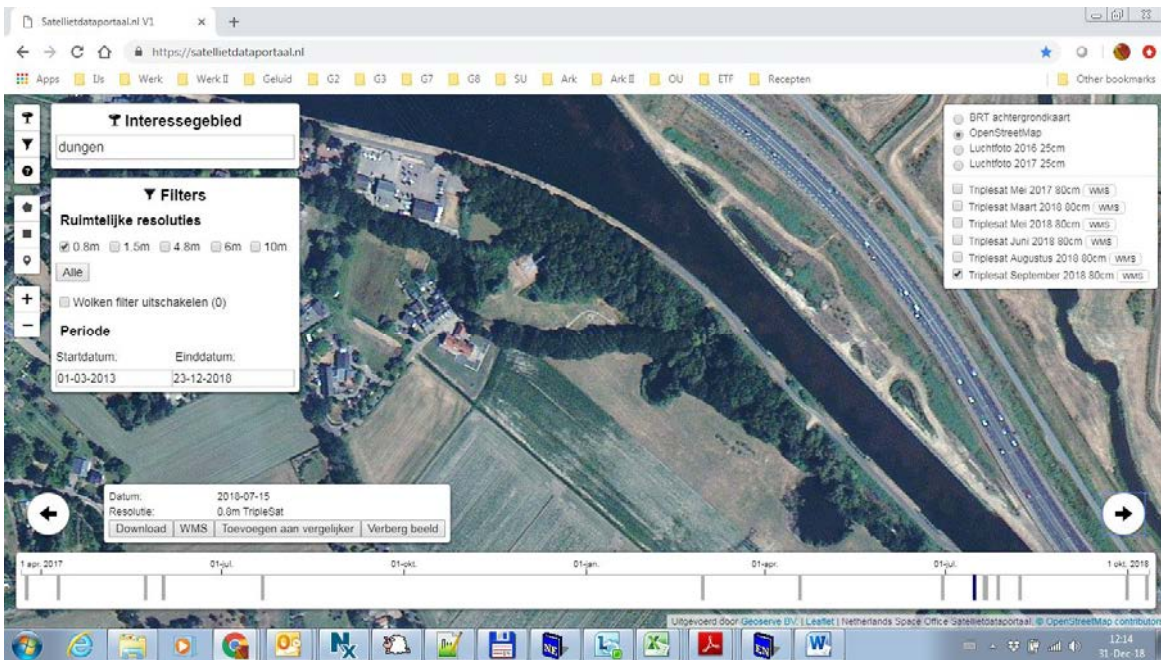 Satellietdataportaal.nl V1
https://satellietdataportaal.nl
Apps IJs Werk Werk II Geluid G2 G3 G7 G8 SU Ark Ark II OU ETF Recepten Other bookmarks
Interessegebied
dungen
Filters
Ruimtelijke resoluties
0.8m 1.5m 4.8m 6m 10m
Alle
Wolken filter uitschakelen (0)
Periode
Startdatum: Einddatum:
01-03-2013 23-12-2018
BRT achtergrondkaart
OpenStreetMap
Luchtfoto 2016 25cm
Luchtfoto 2017 25cm
Triplesat Mei 2017 80cm WMS
Triplesat Maart 2018 80cm WMS
Triplesat Mei 2018 80cm WMS
Triplesat Juni 2018 80cm WMS
Triplesat Augustus 2018 80cm WMS
Triplesat September 2018 80cm WMS
Datum: 2018-07-15
Resolutie: 0.8m TripleSat
Download WMS Toevoegen aan vergelijker Verberg beeld
1 apr. 2017 01-jul. 01-okt. 01-jan. 01-apr. 01-jul. 1 okt. 2018
Uitgevoerd door Geoserve BV. | Leaflet | Netherlands Space Office Satellietdataportaal, © OpenStreetMap contributors
NE EN
12:14
31-Dec-18